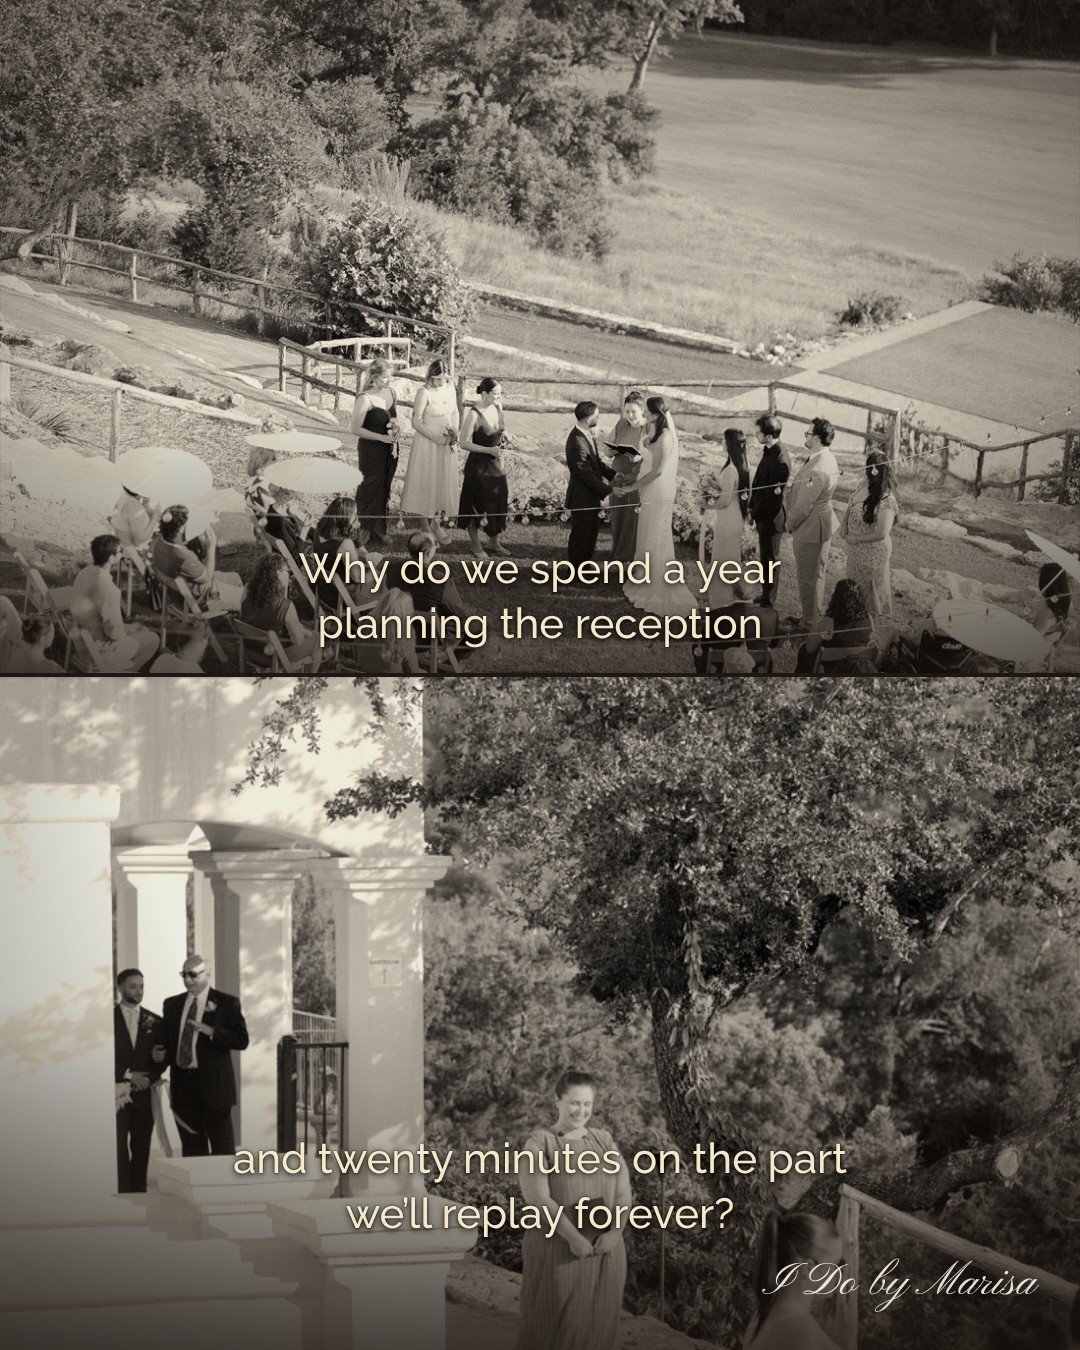 Why do we spend a year
planning the reception
and twenty minutes on the part
we'll replay forever?
I Do by Marisa